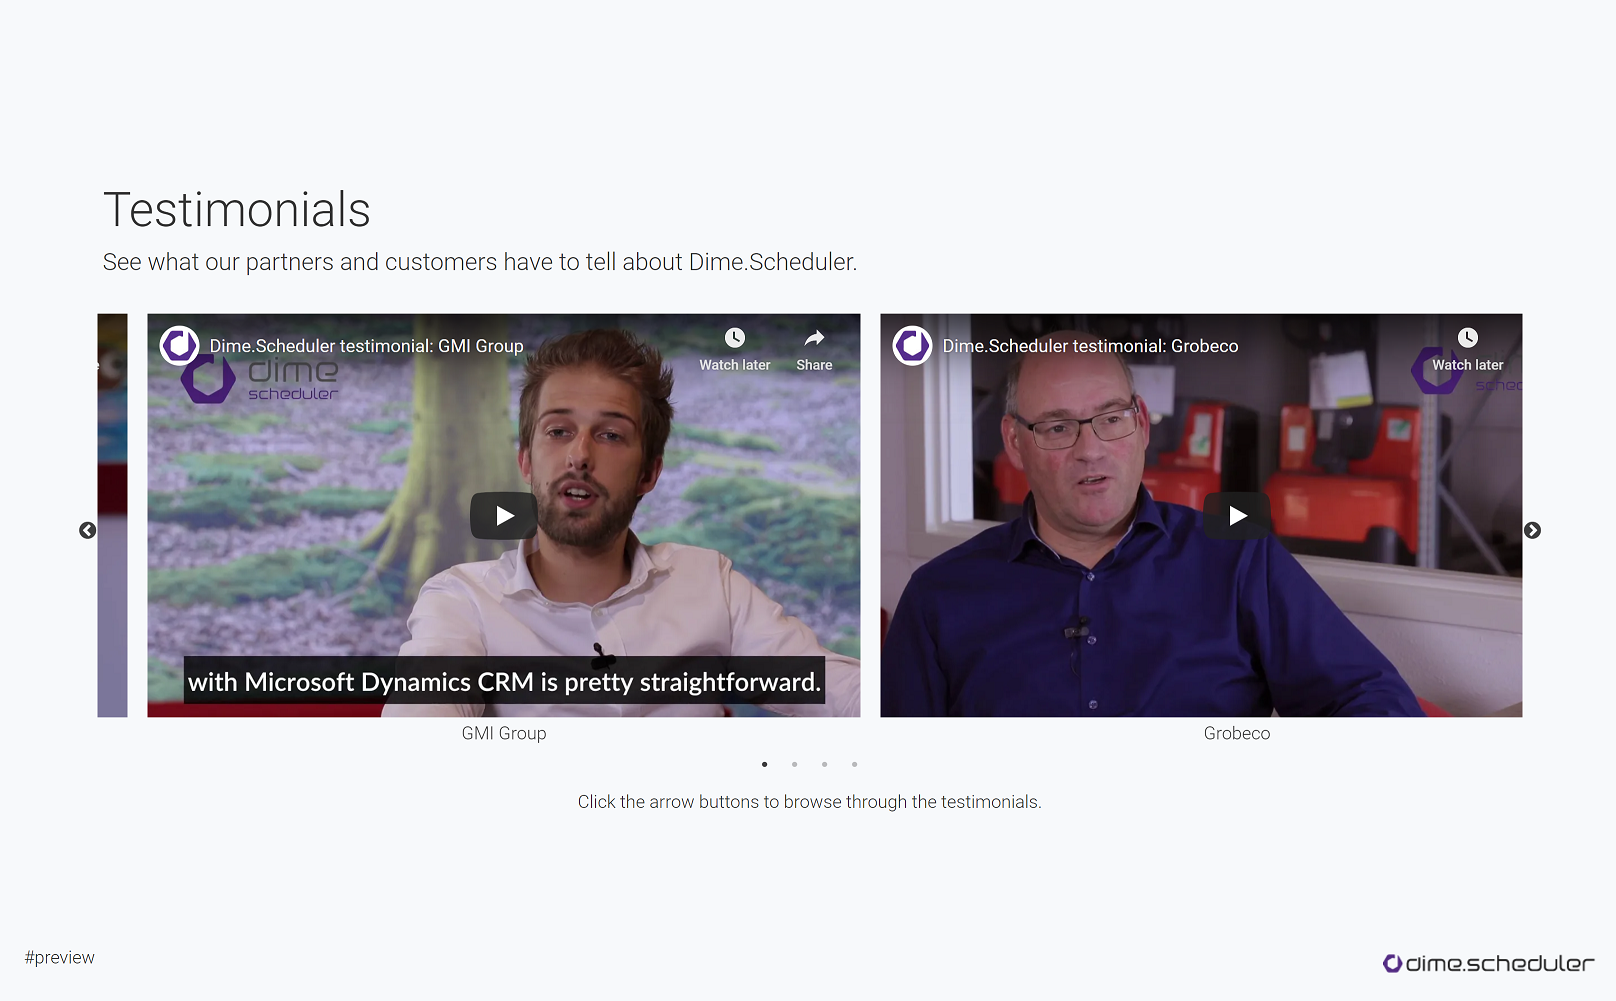 Testimonials
See what our partners and customers have to tell about Dime.Scheduler.
e
Dime.Scheduler testimonial: GMI Group
Watch later
Share
dime
scheduler
with Microsoft Dynamics CRM is pretty straightforward.
GMI Group
Dime.Scheduler testimonial: Grobeco
Watch later
sched
Grobeco
Click the arrow buttons to browse through the testimonials.
#preview
dime.scheduler